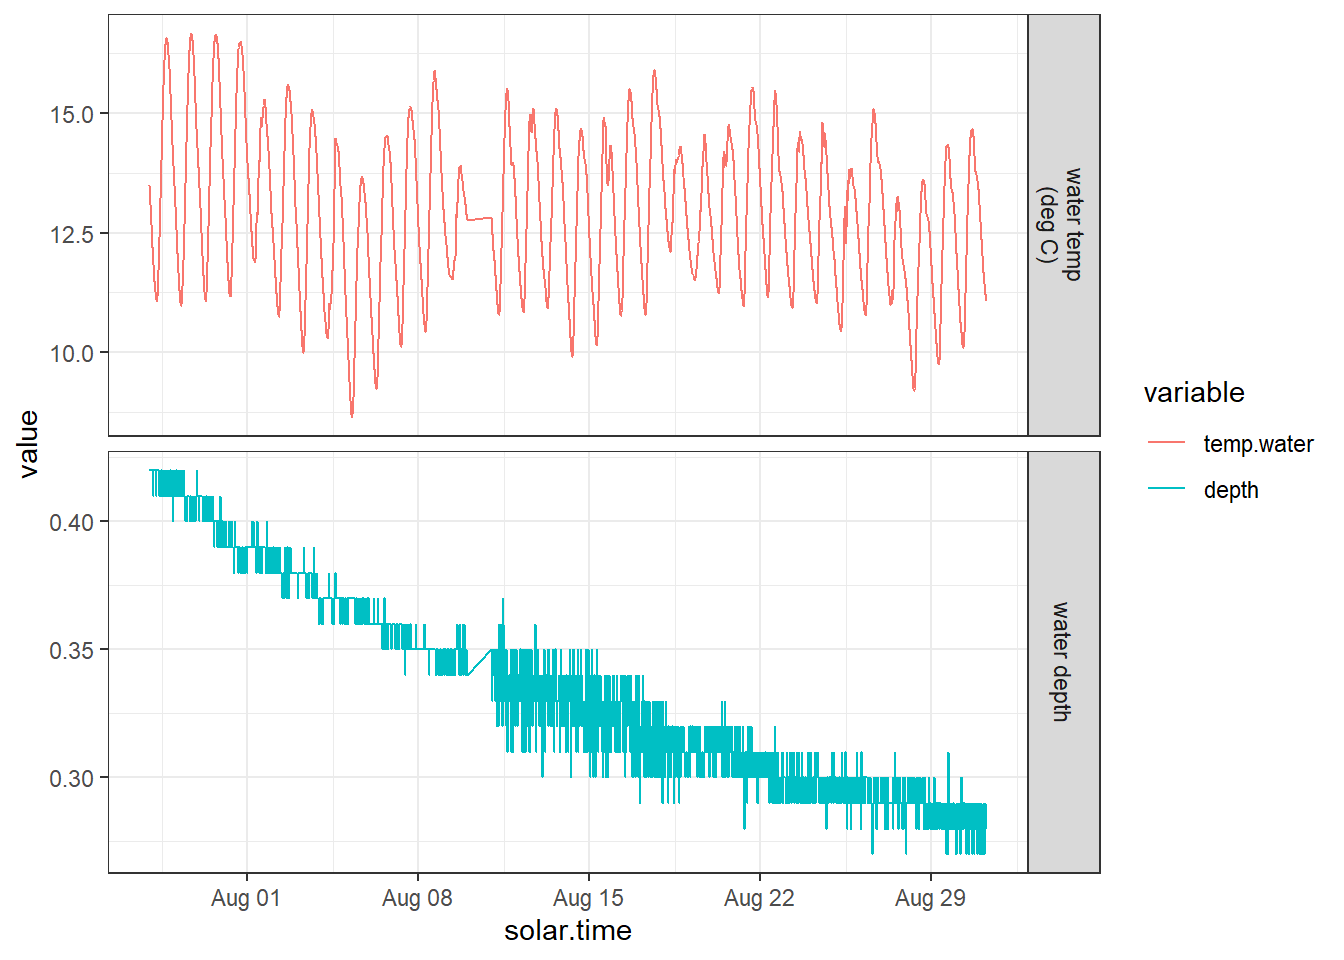 15.0
12.5
10.0
water temp
(deg C)
value
0.40
0.35
0.30
water depth
Aug 01
Aug 08
Aug 15
Aug 22
Aug 29
solar.time
variable
temp.water
depth